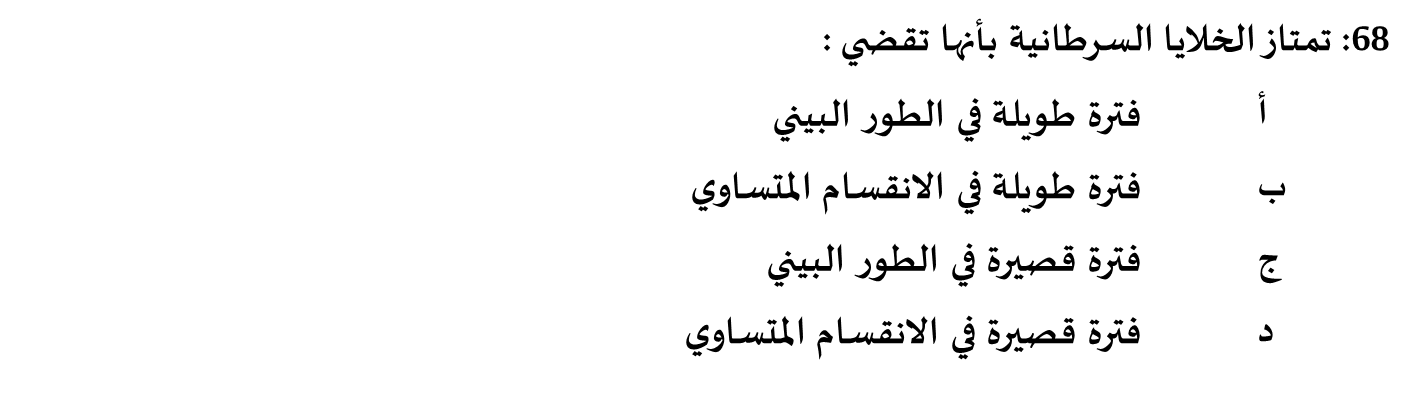 68: تمتاز الخلايا السرطانية بأنها تقضي :
أ فترة طويلة في الطور البيني
ب فترة طويلة في الانقسام المتساوي
ج فترة قصيرة في الطور البيني
د فترة قصيرة في الانقسام المتساوي